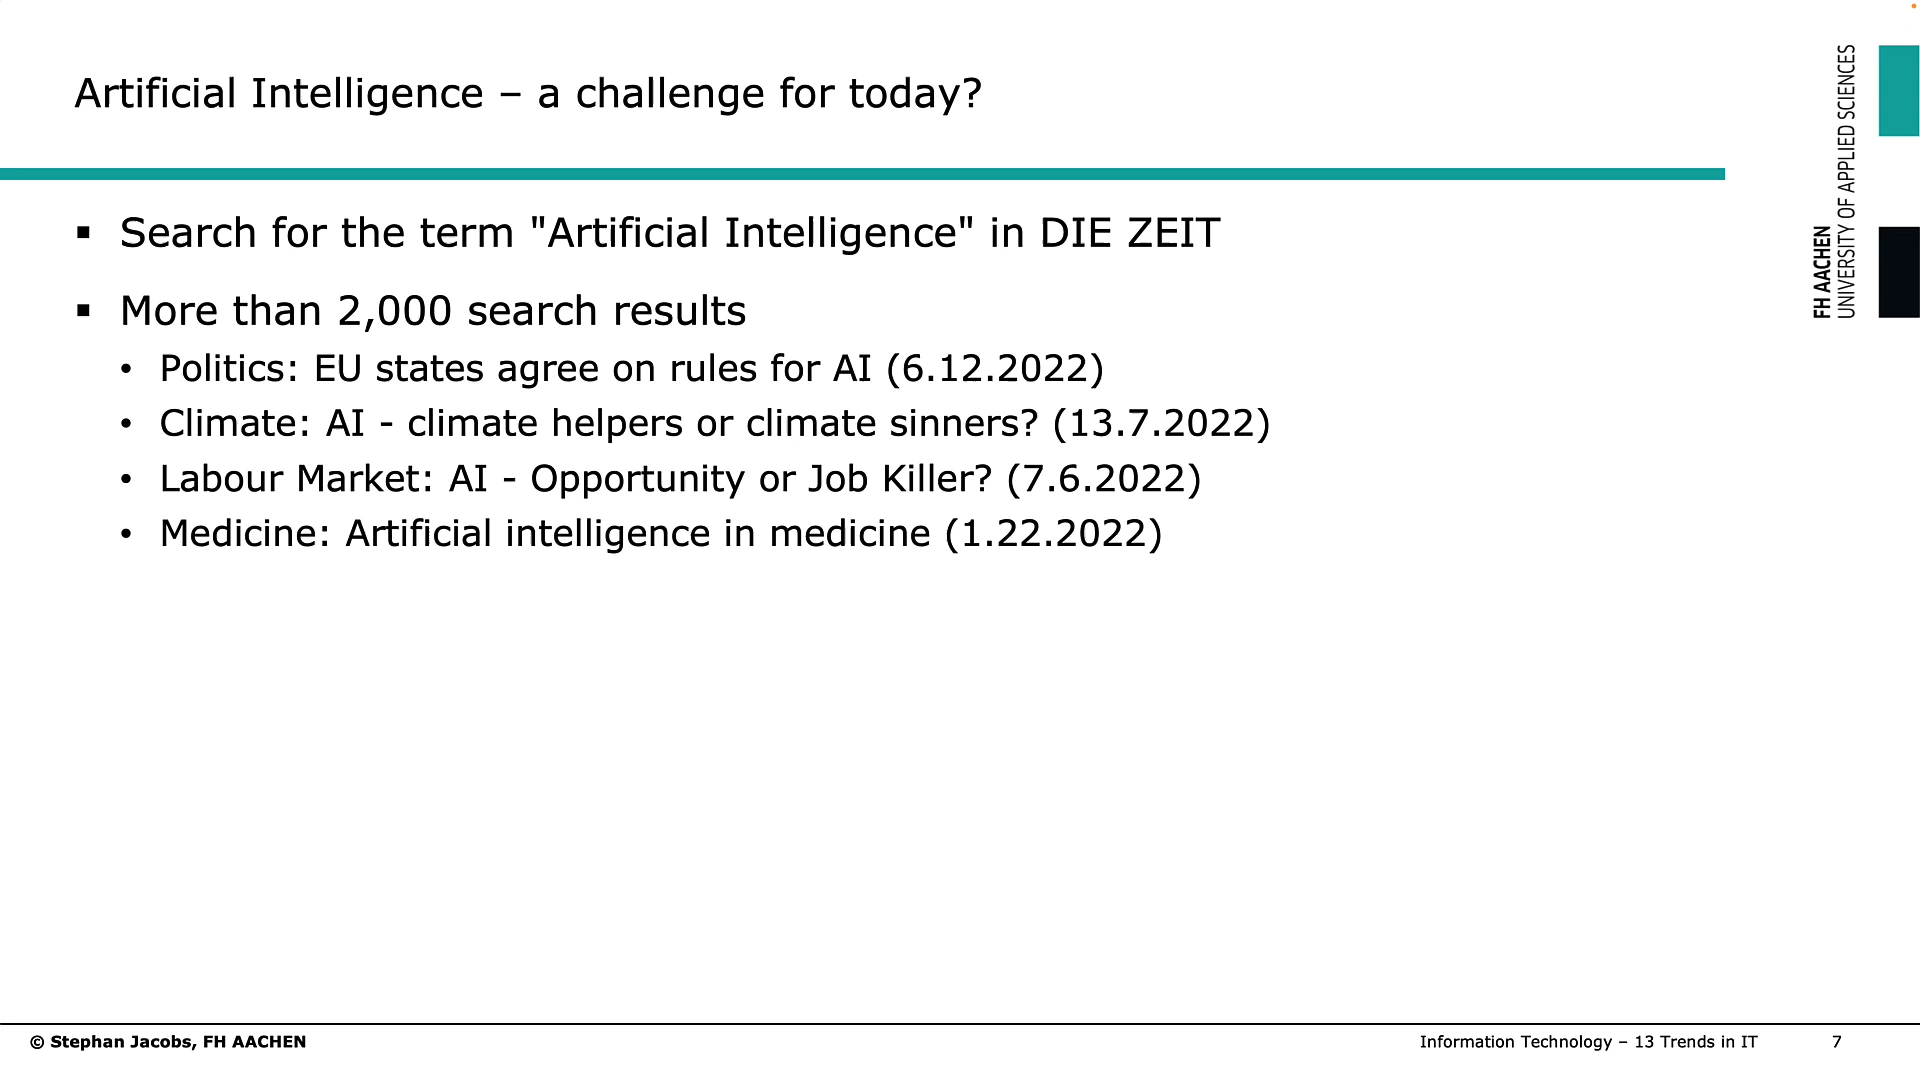 Artificial Intelligence – a challenge for today?
▪ Search for the term "Artificial Intelligence" in DIE ZEIT
▪ More than 2,000 search results
• Politics: EU states agree on rules for AI (6.12.2022)
• Climate: AI - climate helpers or climate sinners? (13.7.2022)
• Labour Market: AI - Opportunity or Job Killer? (7.6.2022)
• Medicine: Artificial intelligence in medicine (1.22.2022)
FH AACHEN
UNIVERSITY OF APPLIED SCIENCES
© Stephan Jacobs, FH AACHEN
Information Technology – 13 Trends in IT
7